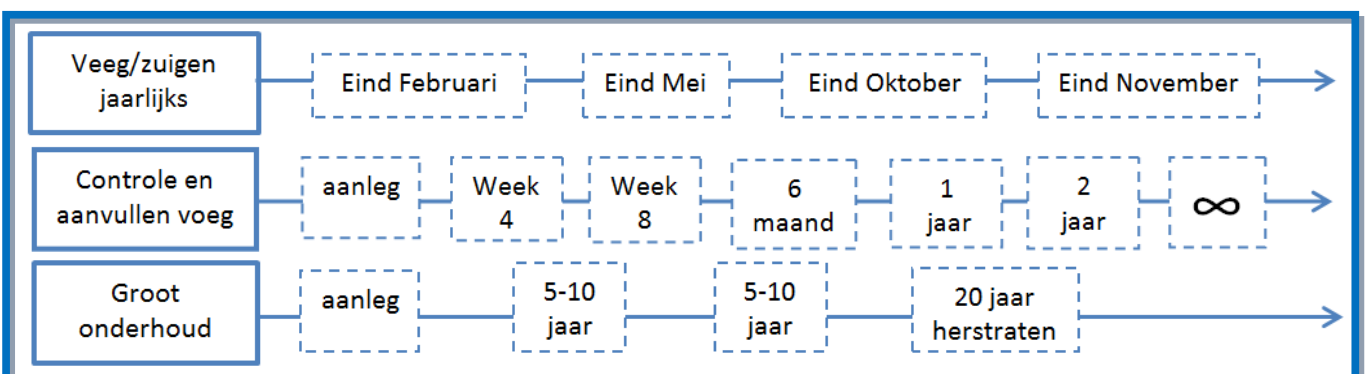 Veeg/zuigen
jaarlijks
Eind Februari
Eind Mei
Eind Oktober
Eind November
Controle en
aanvullen voeg
aanleg
Week
4
Week
8
6
maand
1
jaar
2
jaar
∞
Groot
onderhoud
aanleg
5-10
jaar
5-10
jaar
20 jaar
herstraten